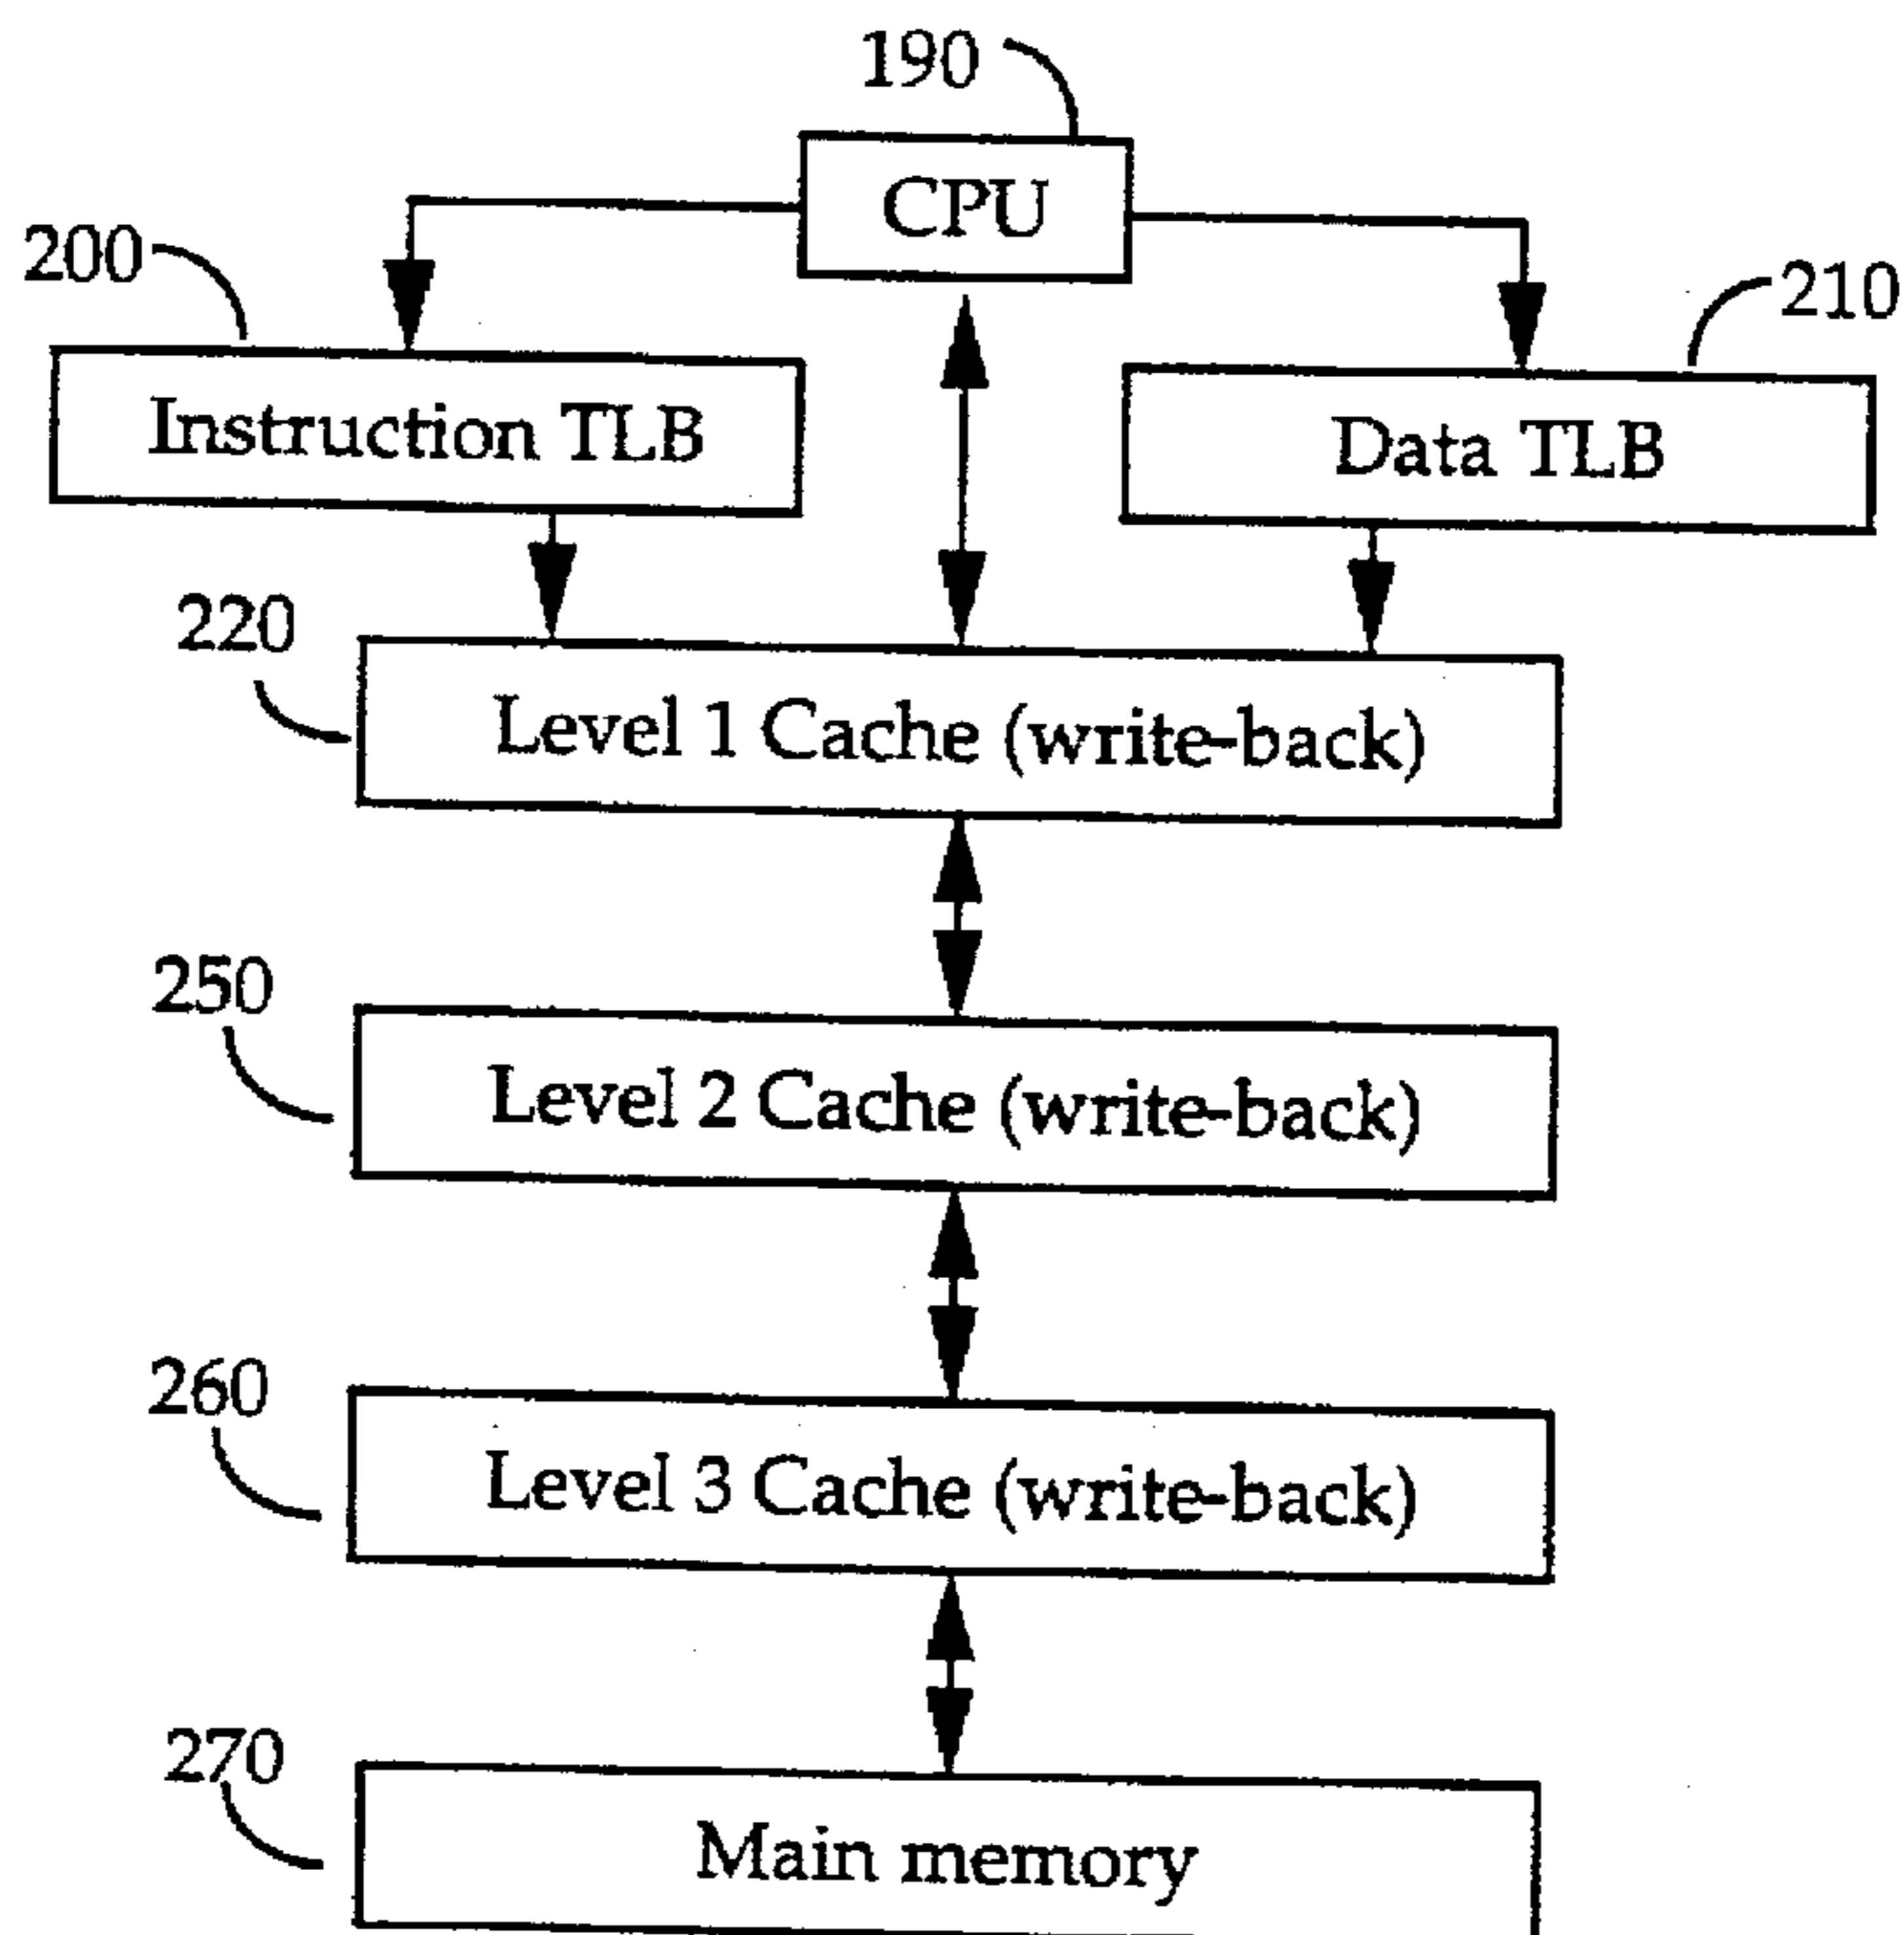 190
CPU
200
210
Instruction TLB
Data TLB
220
Level 1 Cache (write-back)
250
Level 2 Cache (write-back)
260
Level 3 Cache (write-back)
270
Main memory